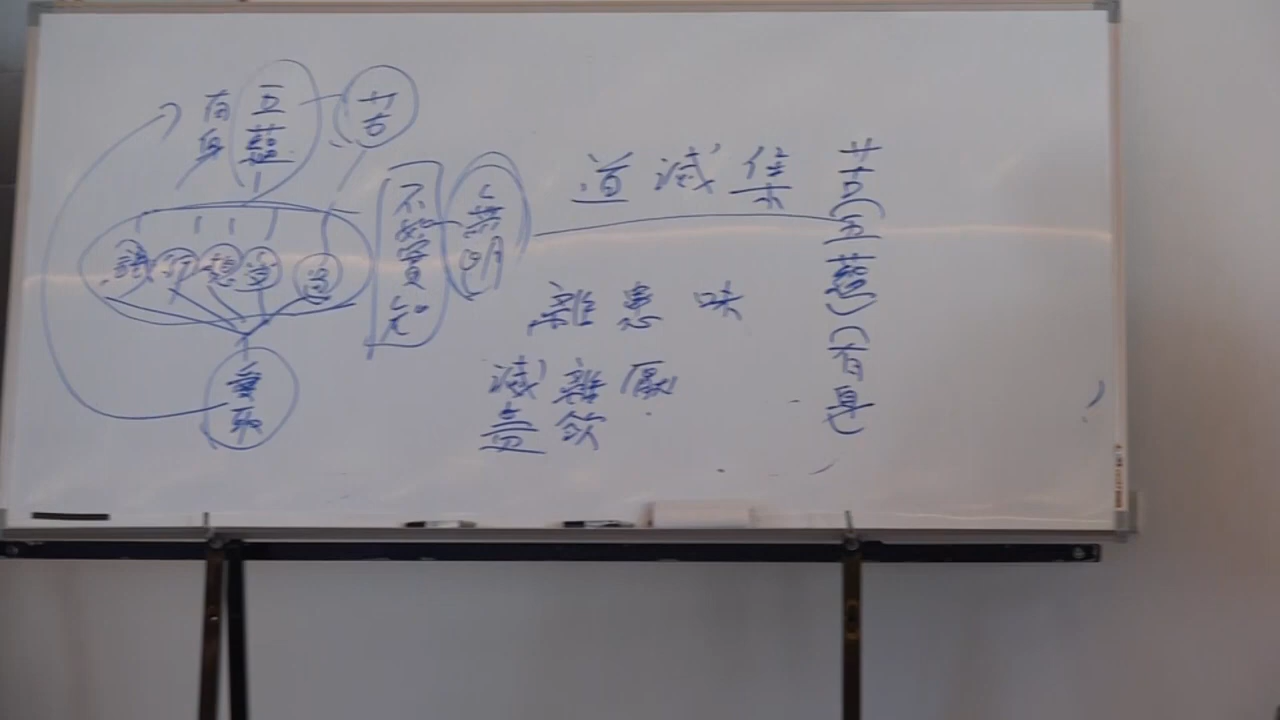 苦(五蘊)(有身)
集
滅
道
味
患
離
厭
離欲
滅盡
無明
不如實知
苦
五蘊
有身
色
受
想
行
識
愛取